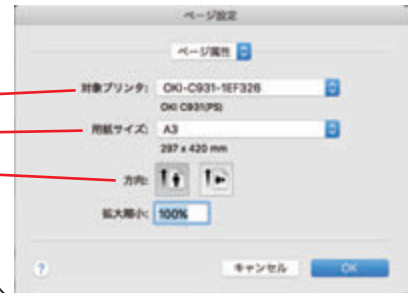 ページ設定
ページ属性
対象プリンタ: OKI-C931-1EF326
OKI C931(PS)
用紙サイズ: A3
297 x 420 mm
方向:
拡大縮小: 100%
? キャンセル OK